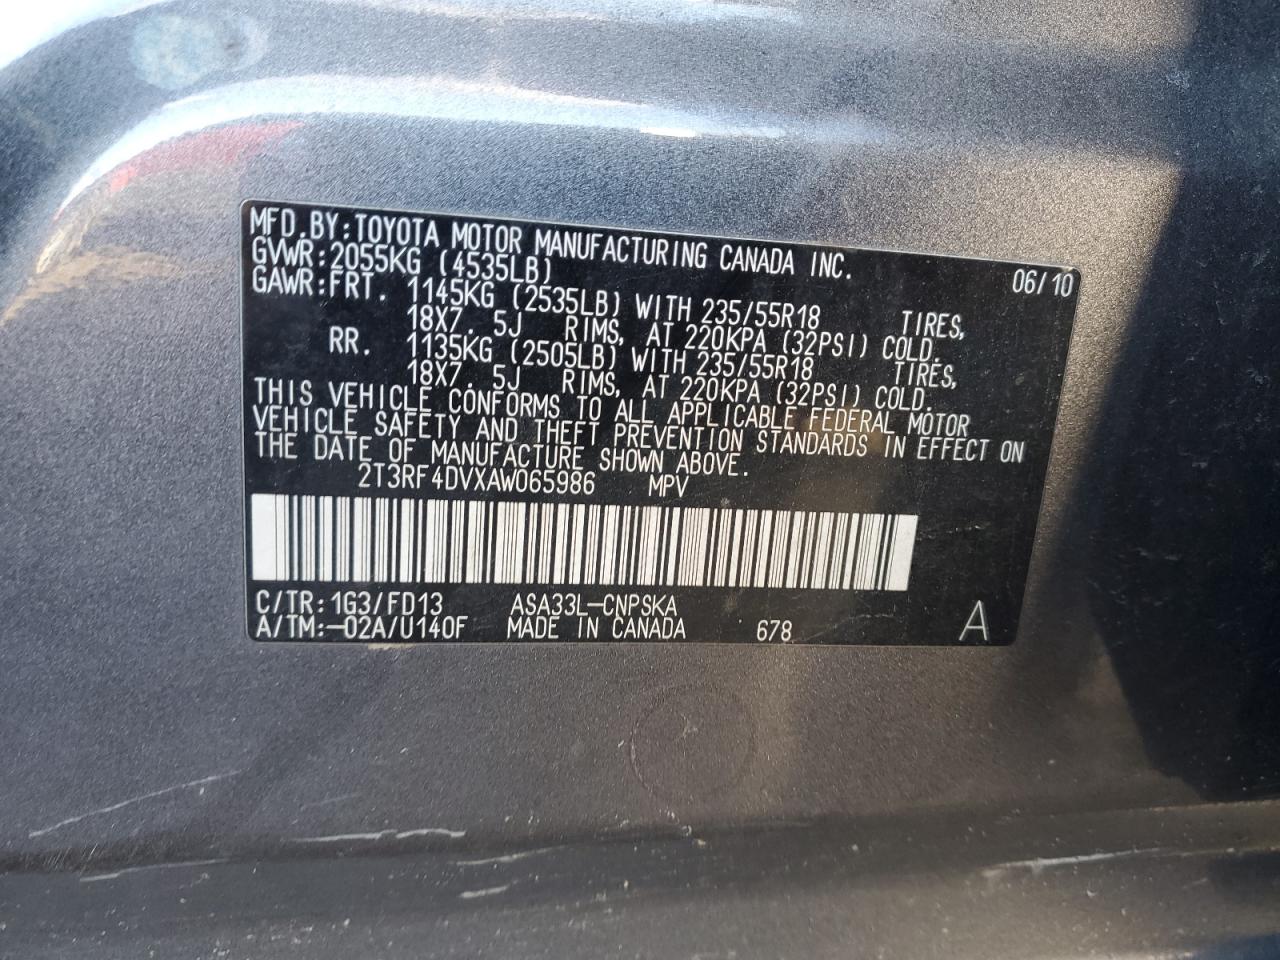 MFD.BY:TOYOTA MOTOR MANUFACTURING CANADA INC.
GVWR:2055KG (4535LB) 06/10
GAWR:FRT. 1145KG (2535LB) WITH 235/55R18 TIRES,
18X7.5J RIMS, AT 220KPA (32PSI) COLD.
RR. 1135KG (2505LB) WITH 235/55R18 TIRES,
18X7.5J RIMS, AT 220KPA (32PSI) COLD.
THIS VEHICLE CONFORMS TO ALL APPLICABLE FEDERAL MOTOR
VEHICLE SAFETY AND THEFT PREVENTION STANDARDS IN EFFECT ON
THE DATE OF MANUFACTURE SHOWN ABOVE.
2T3RF4DVXAW065986 MPV
C/TR:1G3/FD13 ASA33L-CNPSKA
A/TM:-02A/U140F MADE IN CANADA 678 A